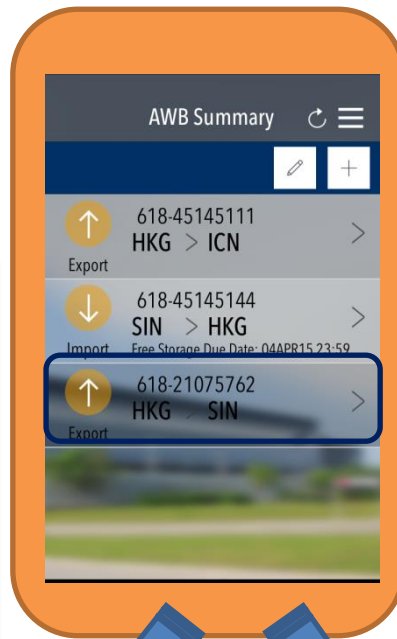 AWB Summary
618-45145111
HKG > ICN
Export
618-45145144
SIN > HKG
Import Free Storage Due Date: 04APR15 23:59
618-21075762
HKG > SIN
Export